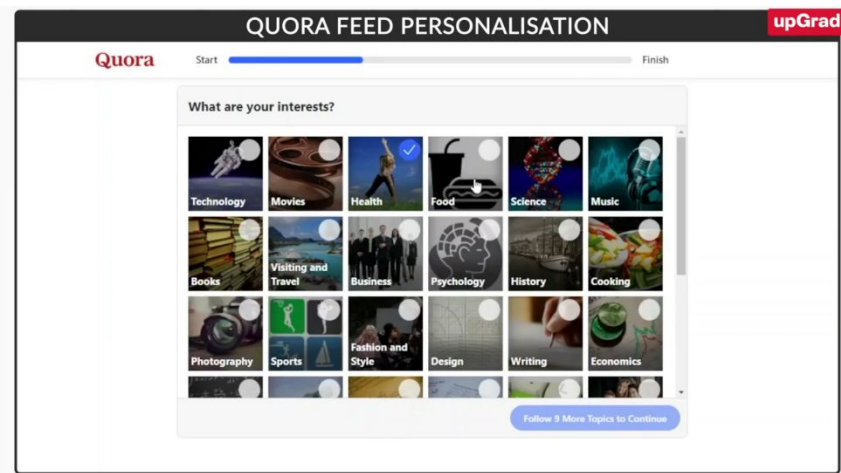 QUORA FEED PERSONALISATION
upGrad
Quora
Start
Finish
What are your interests?
Technology
Movies
Health
Food
Science
Music
Books
Visiting and
Travel
Business
Psychology
History
Cooking
Photography
Sports
Fashion and
Style
Design
Writing
Economics
Follow 9 More Topics to Continue